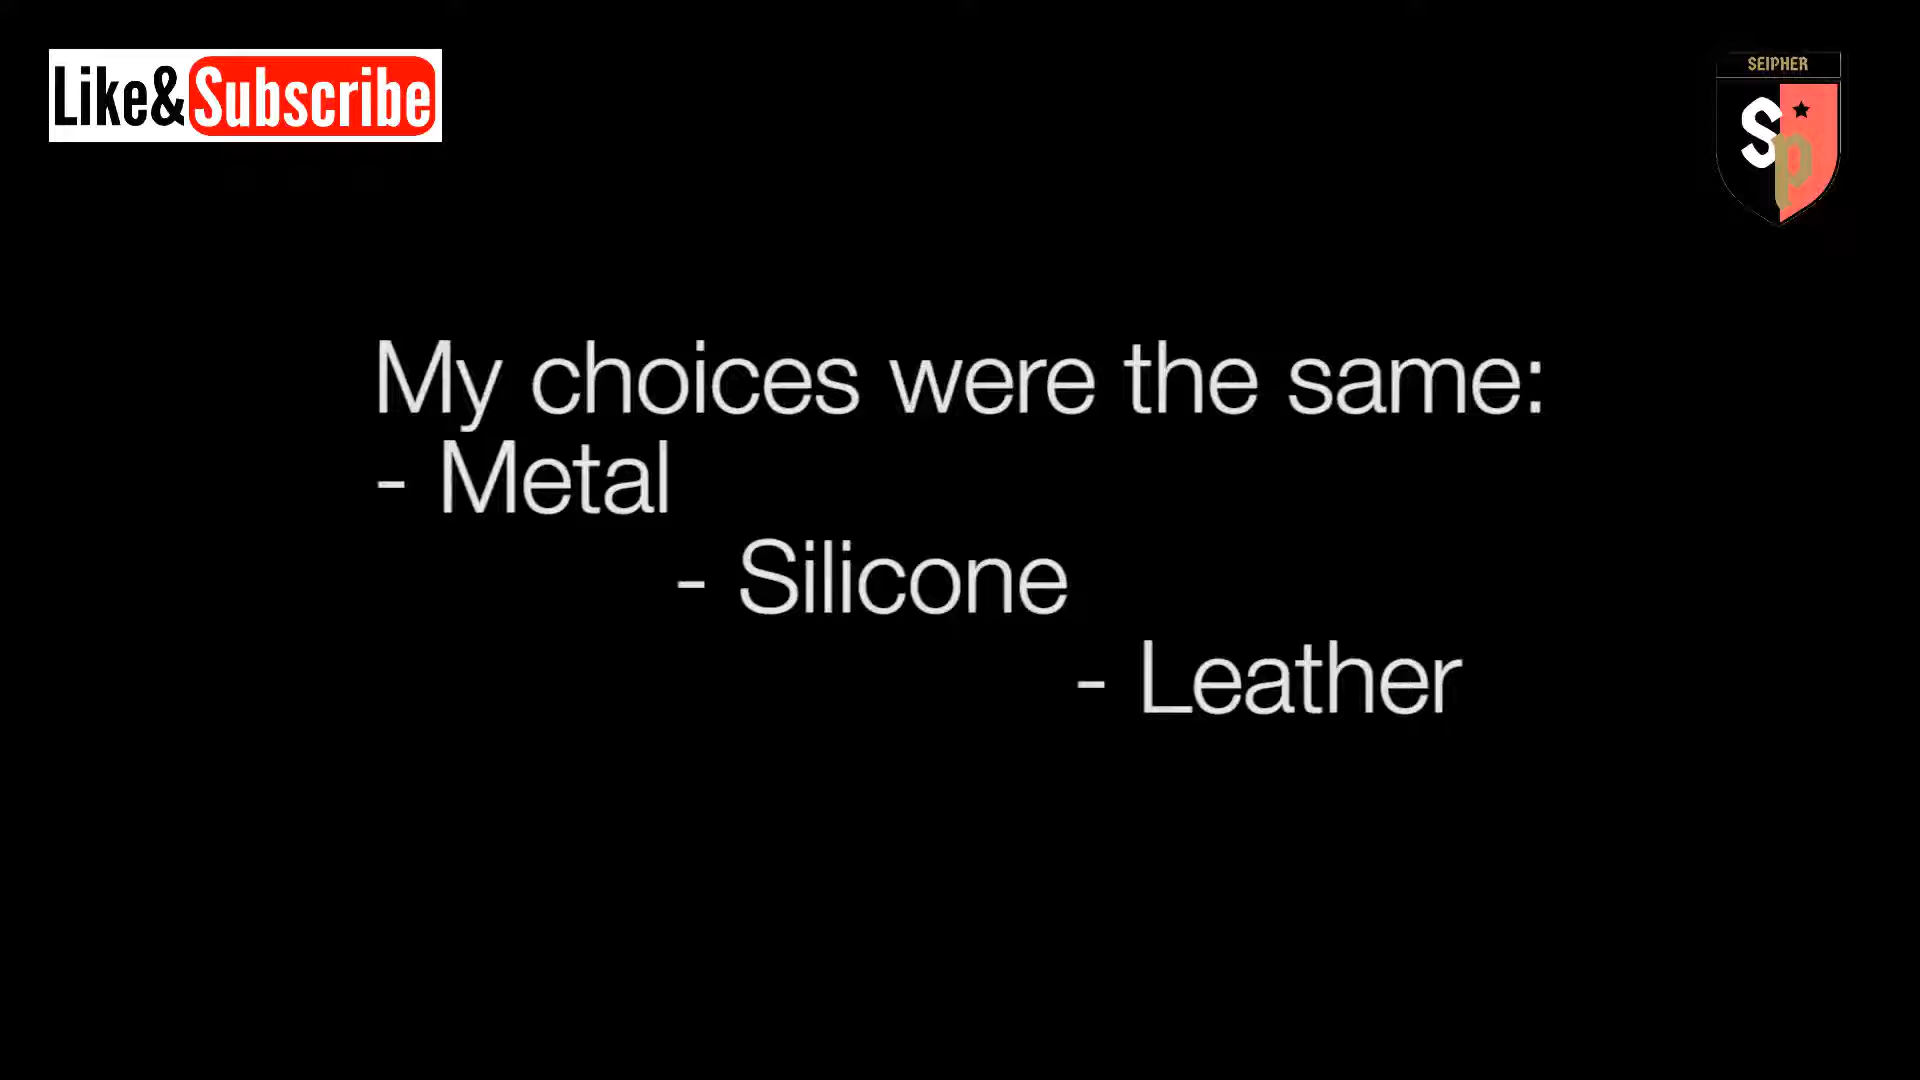 Like&Subscribe
SEIPHER
Sp
My choices were the same:
- Metal
- Silicone
- Leather